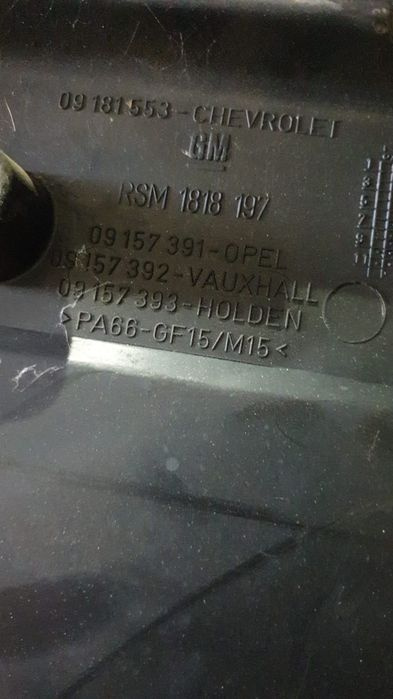 09 181 553-CHEVROLET
GM
RSM 1818 197
09 157 391-OPEL
09 157 392-VAUXHALL
09 157 393-HOLDEN
>PA66-GF15/M15<